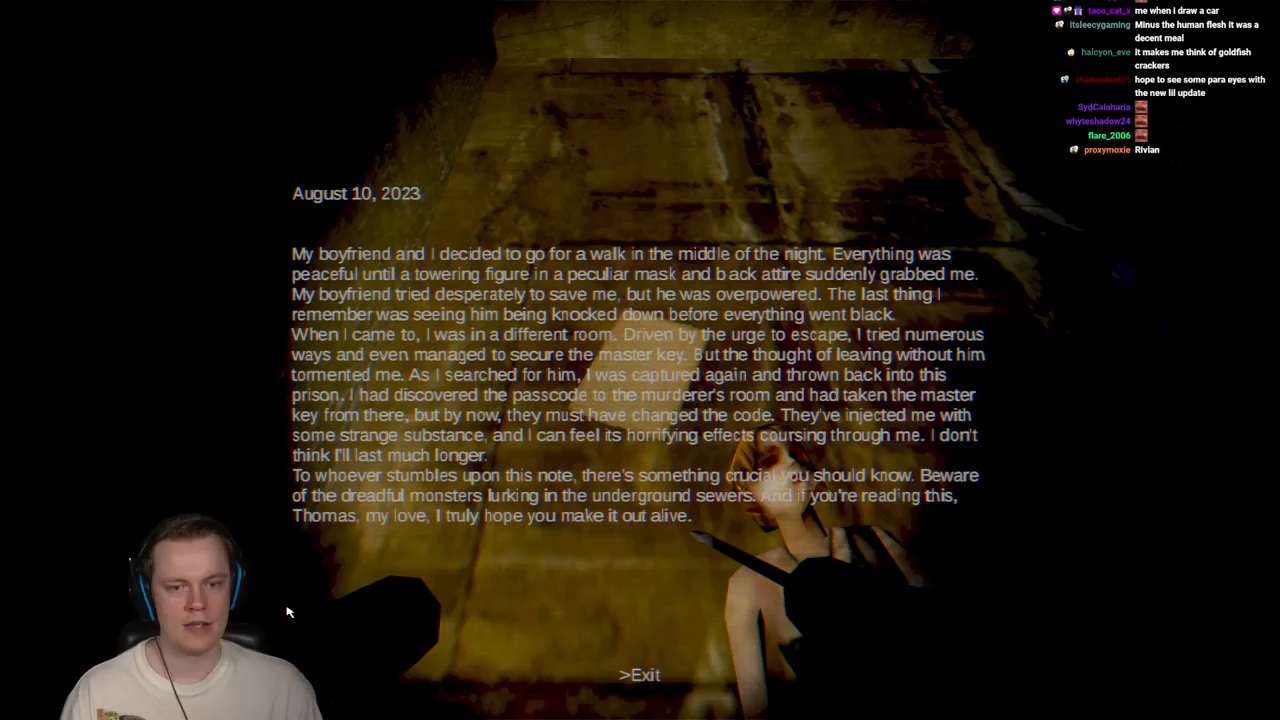 taco_cat_x me when I draw a car
Itsleecygaming Minus the human flesh it was a
decent meal
halcyon_eve it makes me think of goldfish
crackers
hope to see some para eyes with
the new lil update
SydCalaharia
whyteshadow24
flare_2006
proxymoxie Rivian
August 10, 2023
My boyfriend and I decided to go for a walk in the middle of the night. Everything was
peaceful until a towering figure in a peculiar mask and black attire suddenly grabbed me.
My boyfriend tried desperately to save me, but he was overpowered. The last thing I
remember was seeing him being knocked down before everything went black.
When I came to, I was in a different room. Driven by the urge to escape, I tried numerous
ways and even managed to secure the master key. But the thought of leaving without him
tormented me. As I searched for him, I was captured again and thrown back into this
prison. I had discovered the passcode to the murderer's room and had taken the master
key from there, but by now, they must have changed the code. They've injected me with
some strange substance, and I can feel its horrifying effects coursing through me. I don't
think I'll last much longer.
To whoever stumbles upon this note, there's something crucial you should know. Beware
of the dreadful monsters lurking in the underground sewers. And if you're reading this,
Thomas, my love, I truly hope you make it out alive.
>Exit